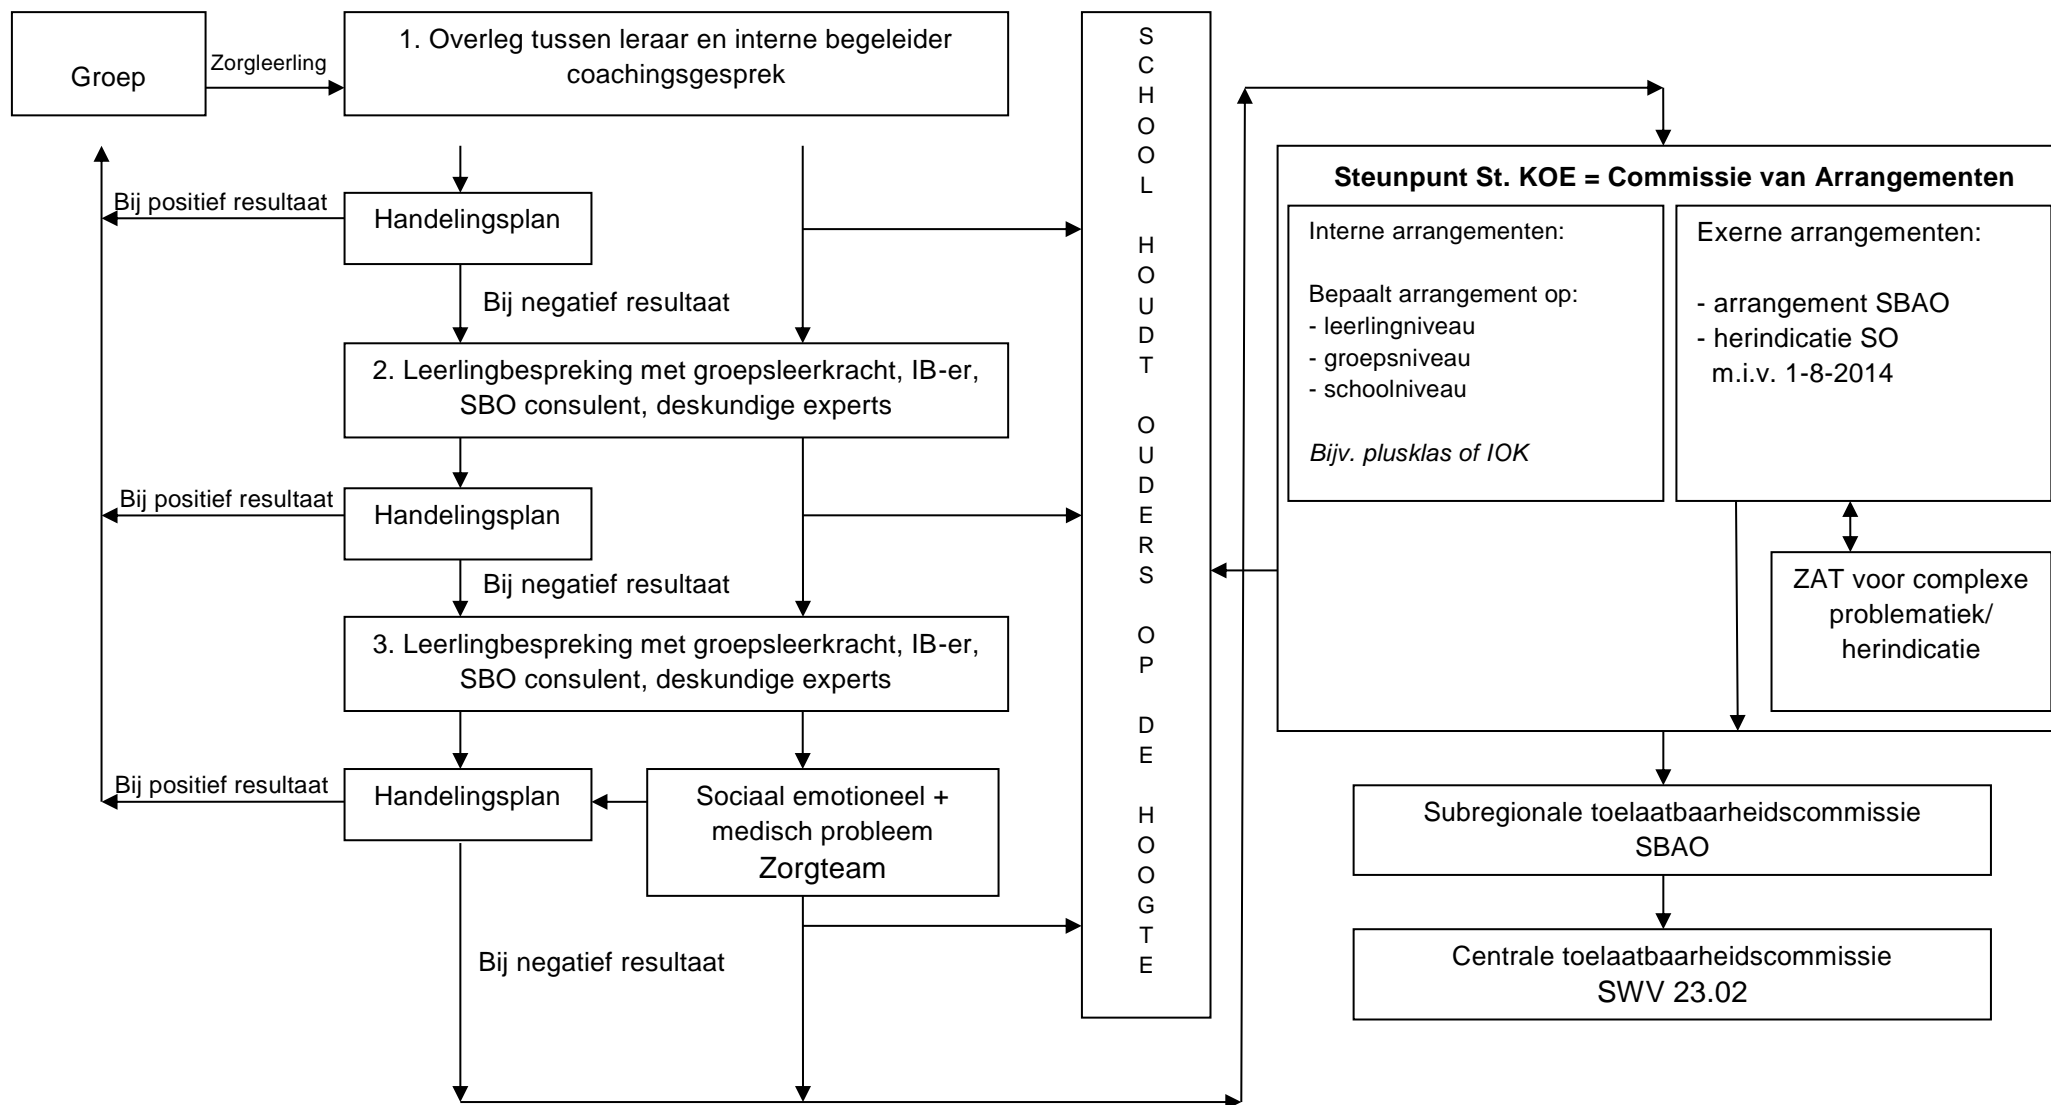 Groep
Zorgleerling
1. Overleg tussen leraar en interne begeleider
coachingsgesprek
Bij positief resultaat
Handelingsplan
Bij negatief resultaat
2. Leerlingbespreking met groepsleerkracht, IB-er,
SBO consulent, deskundige experts
Bij positief resultaat
Handelingsplan
Bij negatief resultaat
3. Leerlingbespreking met groepsleerkracht, IB-er,
SBO consulent, deskundige experts
Bij positief resultaat
Handelingsplan
Sociaal emotioneel +
medisch probleem
Zorgteam
Bij negatief resultaat
SCHOOL HOUDT OUDERS OP DE HOOGTE
Steunpunt St. KOE = Commissie van Arrangementen
Interne arrangementen:
Bepaalt arrangement op:
- leerlingniveau
- groepsniveau
- schoolniveau
Bijv. plusklas of IOK
Exerne arrangementen:
- arrangement SBAO
- herindicatie SO
m.i.v. 1-8-2014
ZAT voor complexe
problematiek/
herindicatie
Subregionale toelaatbaarheidscommissie
SBAO
Centrale toelaatbaarheidscommissie
SWV 23.02